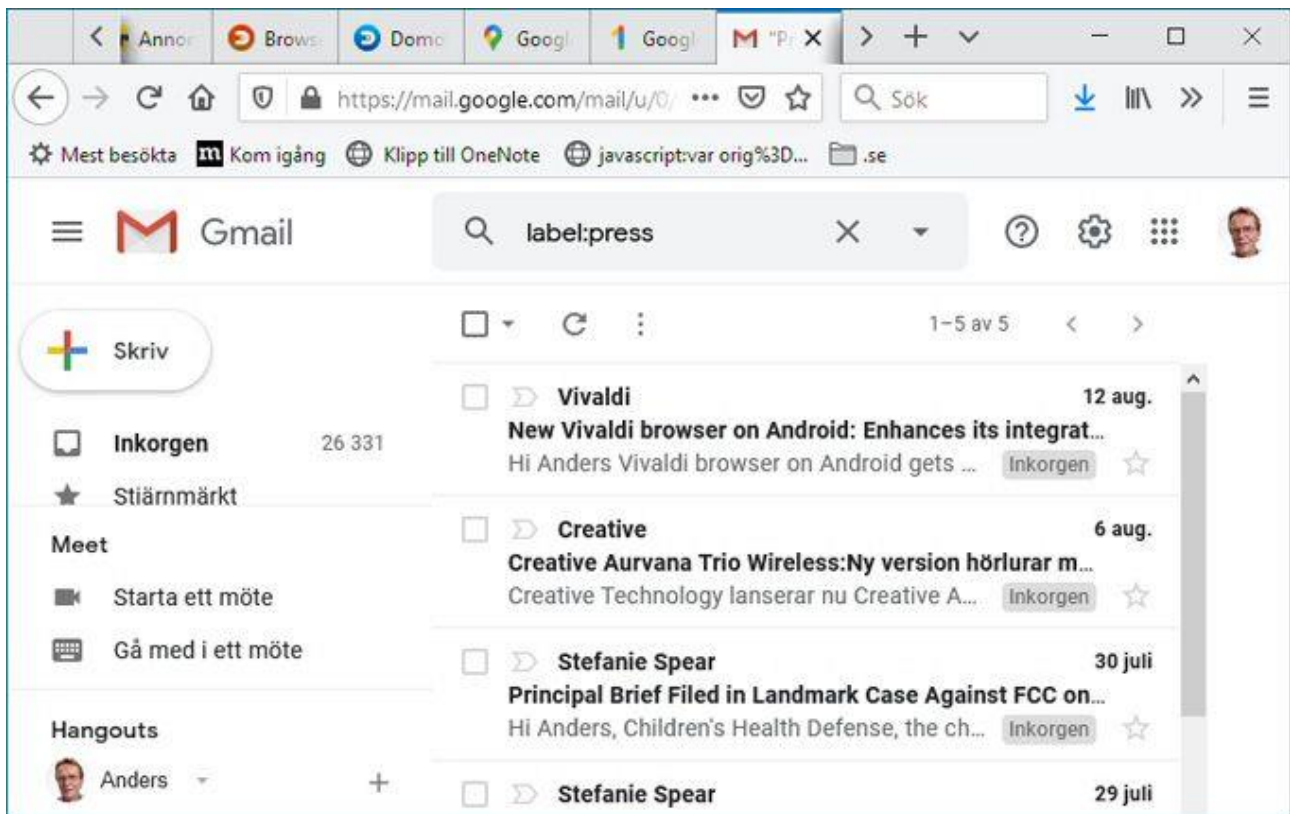 Annor Brows Domo Googl Googl "Pr
https://mail.google.com/mail/u/0/ Sök
Mest besökta m Kom igång Klipp till OneNote javascript:var orig%3D... .se
Gmail label:press
Skriv 1–5 av 5
Vivaldi 12 aug.
New Vivaldi browser on Android: Enhances its integrat...
Inkorgen 26 331 Hi Anders Vivaldi browser on Android gets ... Inkorgen
Stjärnmärkt
Meet Creative 6 aug.
Creative Aurvana Trio Wireless:Ny version hörlurar m...
Starta ett möte Creative Technology lanserar nu Creative A... Inkorgen
Gå med i ett möte Stefanie Spear 30 juli
Principal Brief Filed in Landmark Case Against FCC on...
Hangouts Hi Anders, Children's Health Defense, the ch... Inkorgen
Anders Stefanie Spear 29 juli